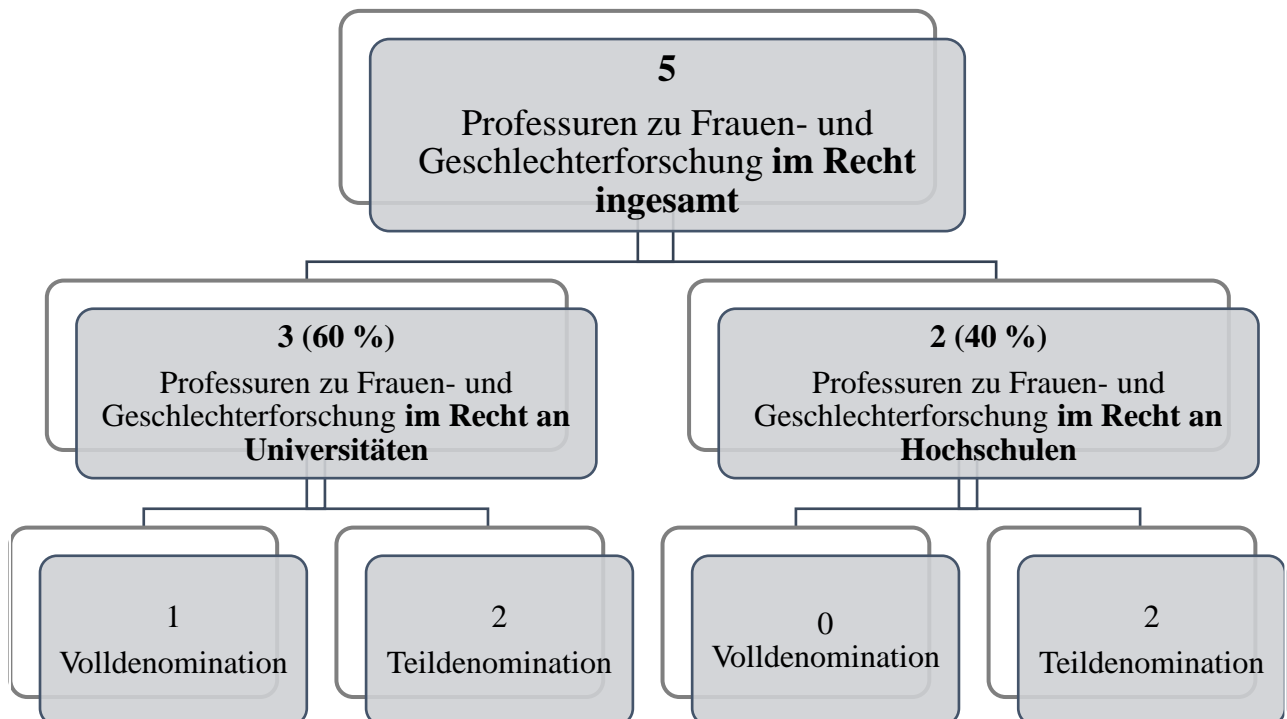 5
Professuren zu Frauen- und
Geschlechterforschung im Recht
ingesamt
3 (60 %)
Professuren zu Frauen- und
Geschlechterforschung im Recht an
Universitäten
2 (40 %)
Professuren zu Frauen- und
Geschlechterforschung im Recht an
Hochschulen
1
Volldenomination
2
Teildenomination
0
Volldenomination
2
Teildenomination